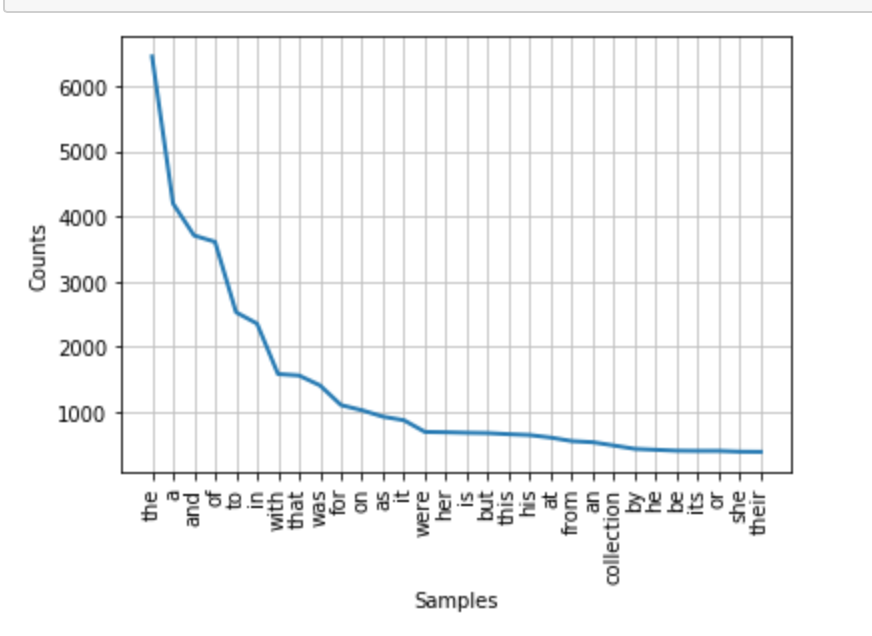 6000
5000
4000
3000
2000
1000
Counts
the
a
and
of
to
in
with
that
was
for
on
as
it
were
her
is
but
this
his
at
from
an
collection
by
he
be
its
or
she
their
Samples